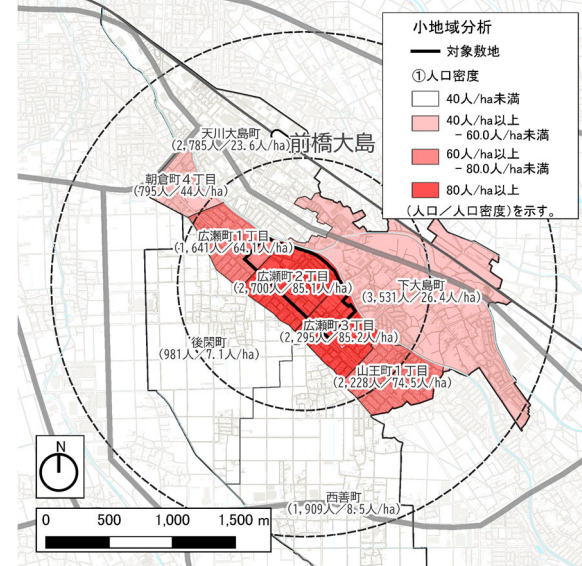 小地域分析
対象敷地
①人口密度
40人/ha未満
40人/ha以上
- 60.0人/ha未満
60人/ha以上
- 80.0人/ha未満
80人/ha以上
(人口/人口密度)を示す。
天川大島町
(2,785人/23.6人/ha)
前橋大島
朝倉町4丁目
(795人/44人/ha)
広瀬町1丁目
(1,641人/64.1人/ha)
広瀬町2丁目
(2,700人/85.1人/ha)
下大島町
(3,531人/26.4人/ha)
広瀬町3丁目
(2,295人/85.2人/ha)
後閑町
(981人/7.1人/ha)
山王町1丁目
(2,228人/74.5人/ha)
西善町
(1,909人/8.5人/ha)
N
0 500 1,000 1,500 m